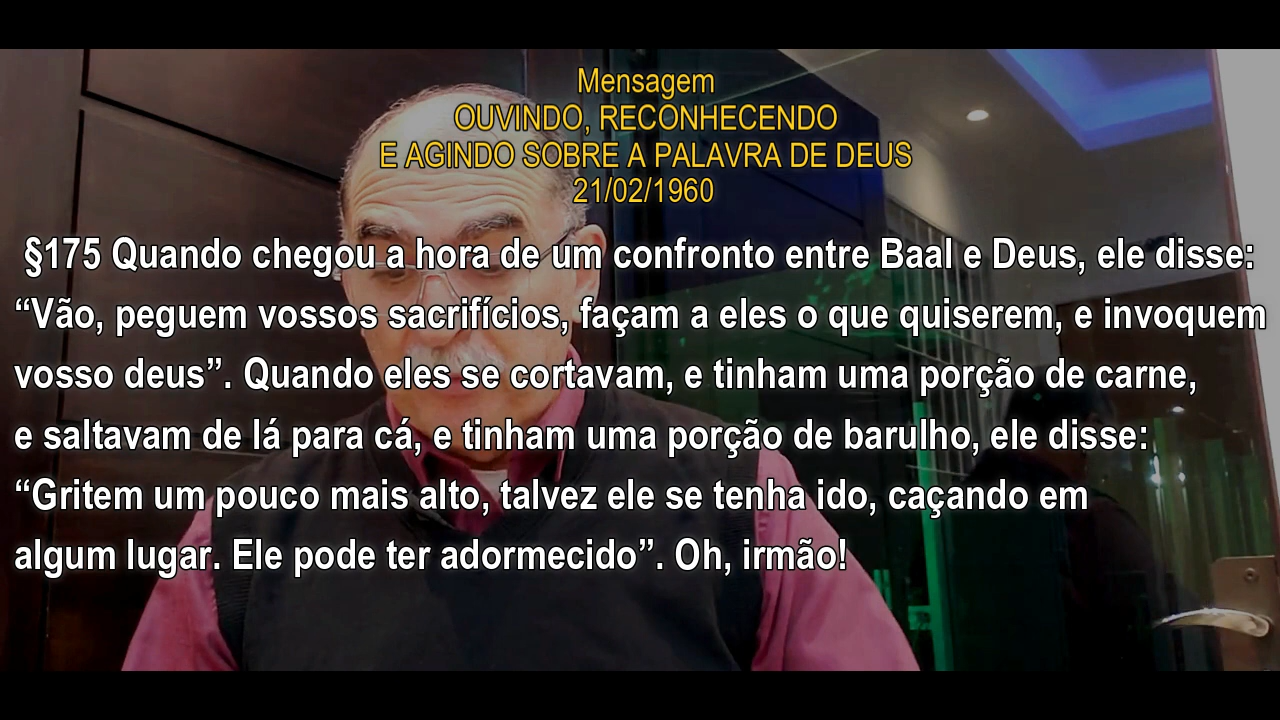 Mensagem
OUVINDO, RECONHECENDO
E AGINDO SOBRE A PALAVRA DE DEUS
21/02/1960
§175 Quando chegou a hora de um confronto entre Baal e Deus, ele disse:
“Vão, peguem vossos sacrifícios, façam a eles o que quiserem, e invoquem
vosso deus”. Quando eles se cortavam, e tinham uma porção de carne,
e saltavam de lá para cá, e tinham uma porção de barulho, ele disse:
“Gritem um pouco mais alto, talvez ele se tenha ido, caçando em
algum lugar. Ele pode ter adormecido”. Oh, irmão!